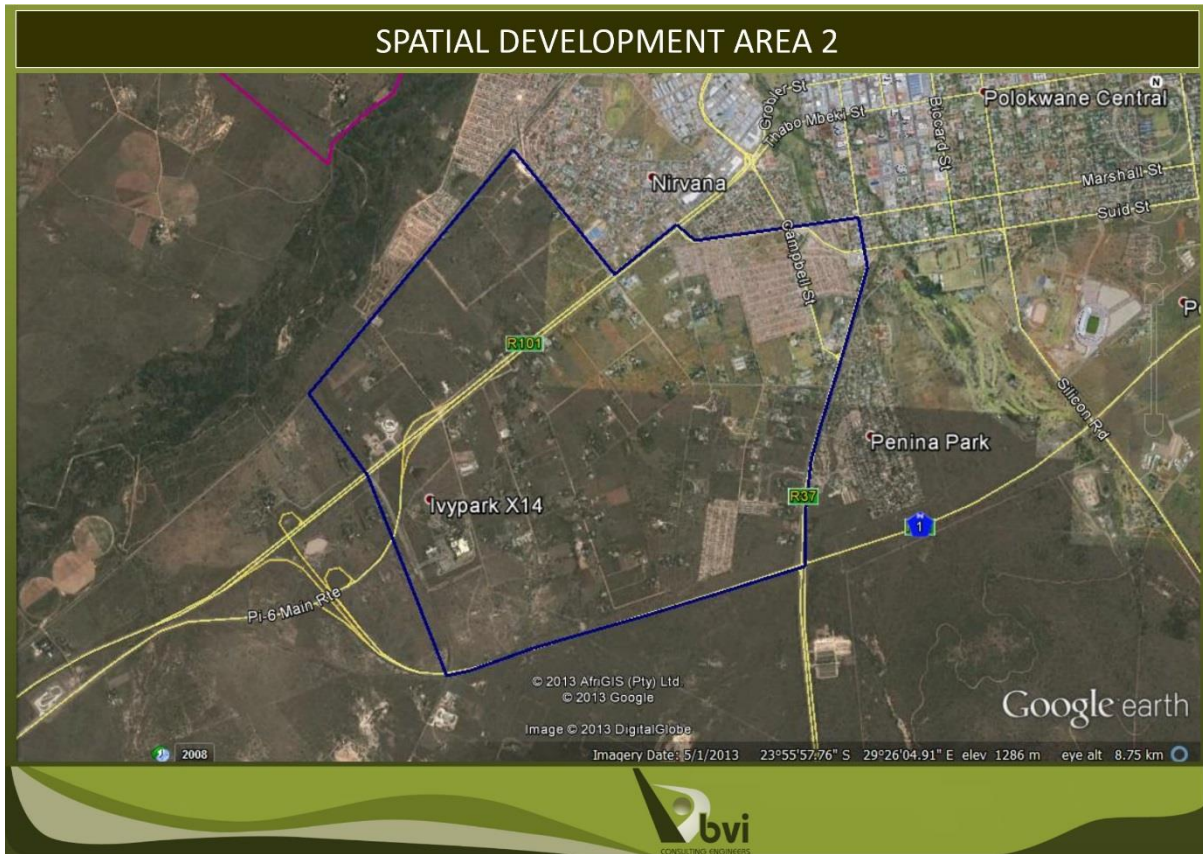 SPATIAL DEVELOPMENT AREA 2
N
Polokwane Central
Grobler St
Thabo Mbeki St
Biccard St
Nirvana
Marshall St
Suid St
Campbell St
R101
Silicon Rd
Penina Park
R37
Ivypark X14
N
1
Pi-6 Main Rte
© 2013 AfriGIS (Pty) Ltd.
© 2013 Google
Image © 2013 DigitalGlobe
Google earth
2008
Imagery Date: 5/1/2013 23°55'57.76" S 29°26'04.91" E elev 1286 m eye alt 8.75 km
bvi
CONSULTING ENGINEERS